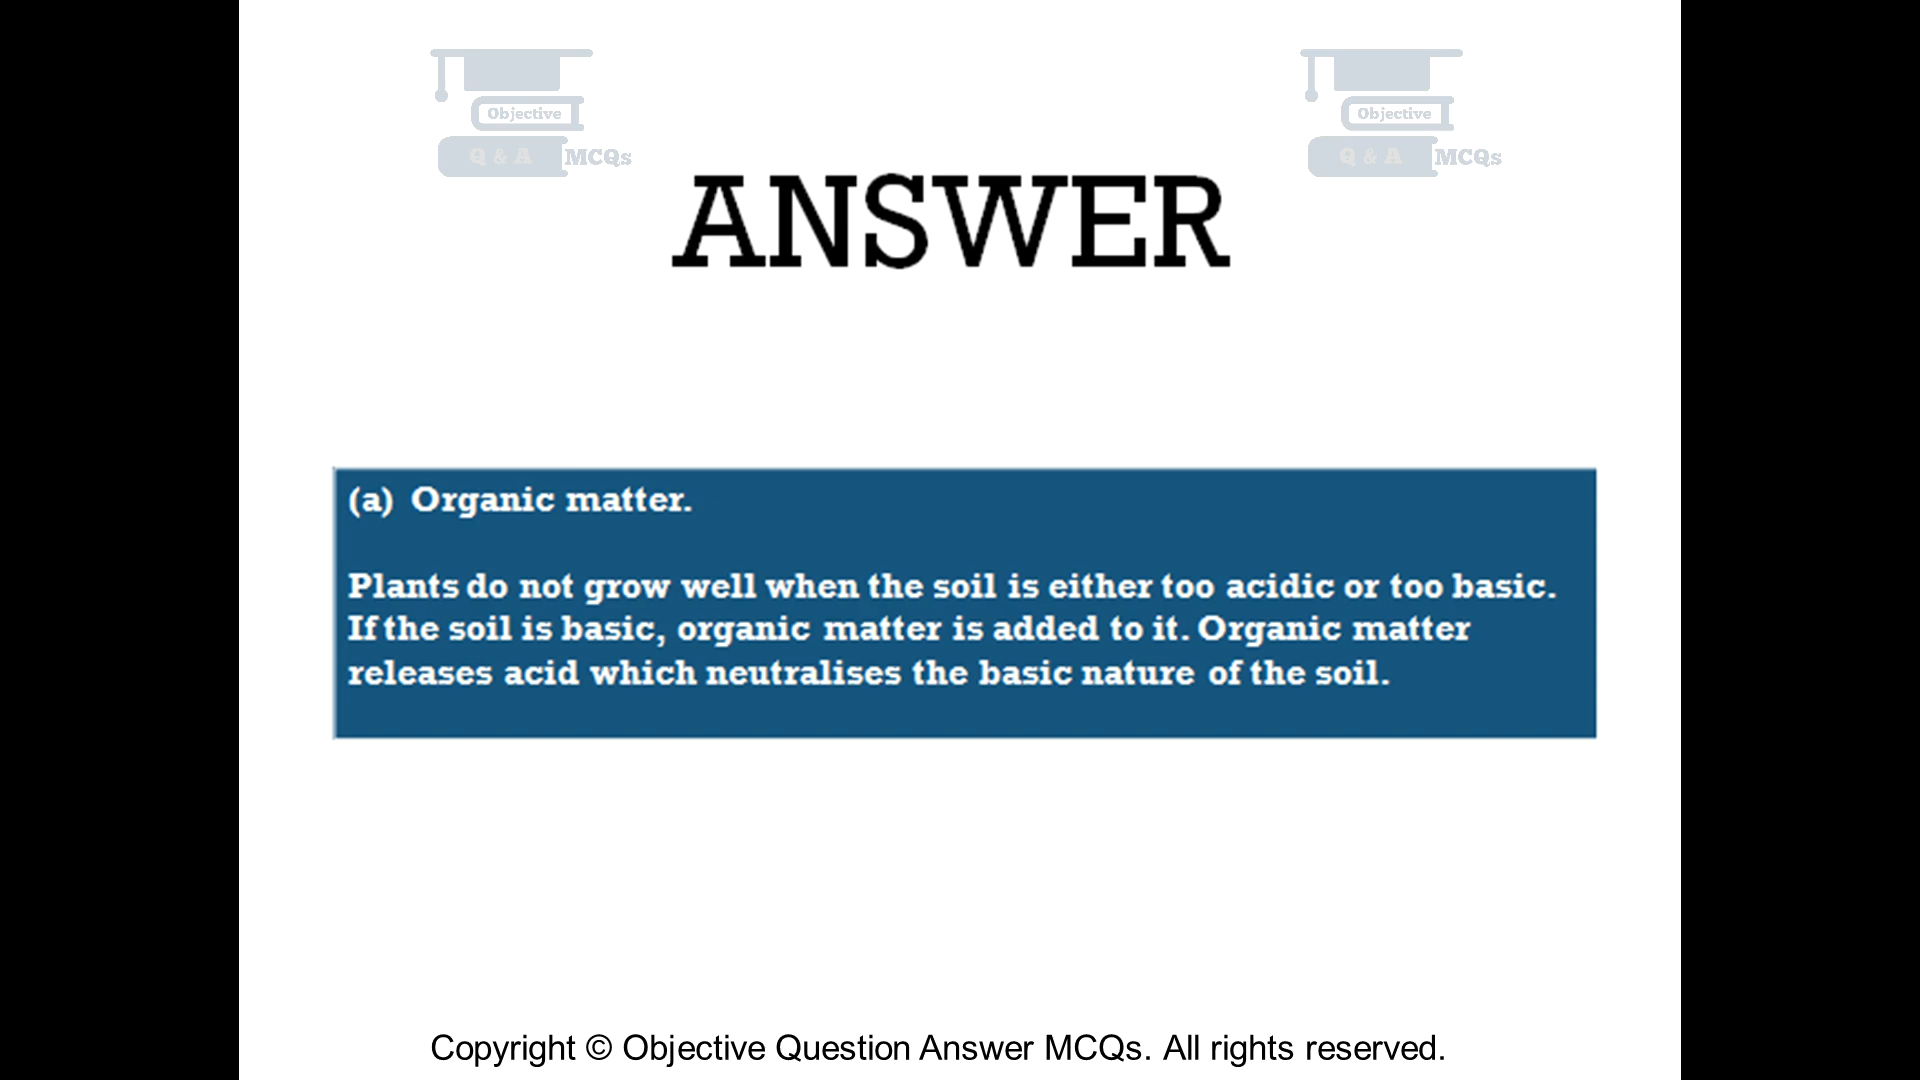 Objective
Q & A MCQs
Objective
Q & A MCQs
ANSWER
(a) Organic matter.
Plants do not grow well when the soil is either too acidic or too basic.
If the soil is basic, organic matter is added to it. Organic matter
releases acid which neutralises the basic nature of the soil.
Copyright © Objective Question Answer MCQs. All rights reserved.